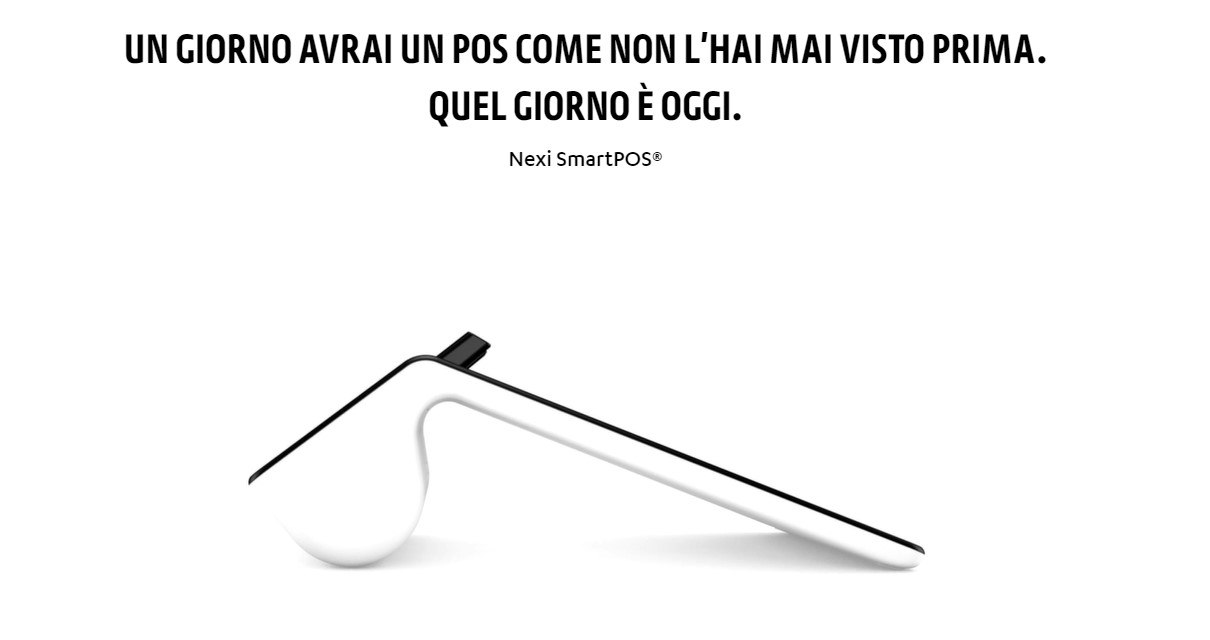 UN GIORNO AVRAI UN POS COME NON L'HAI MAI VISTO PRIMA.
QUEL GIORNO È OGGI.
Nexi SmartPOS®